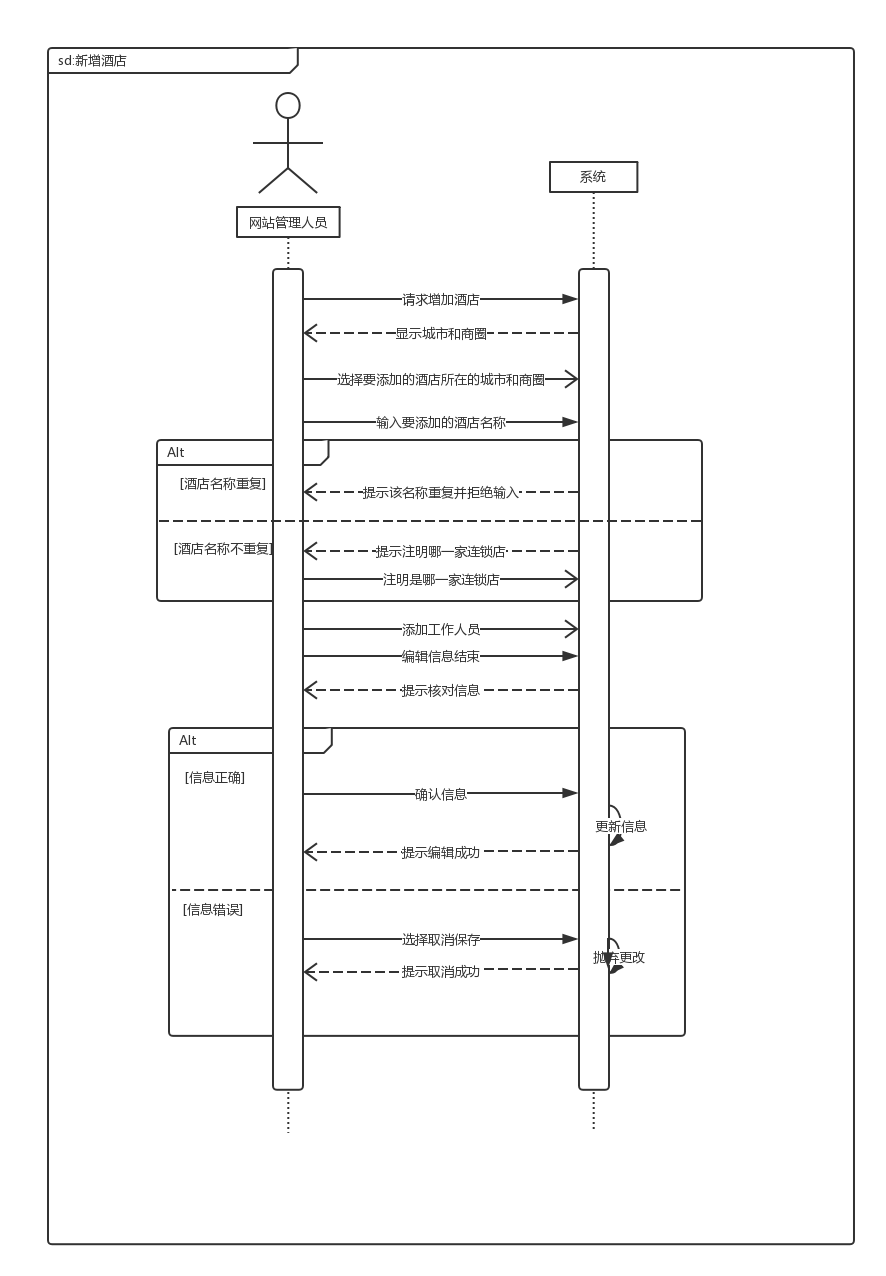 sd:新增酒店
系统
网站管理人员
请求增加酒店
显示城市和商圈
选择要添加的酒店所在的城市和商圈
输入要添加的酒店名称
Alt
[酒店名称重复]
提示该名称重复并拒绝输入
[酒店名称不重复]
提示注明哪一家连锁店
注明是哪一家连锁店
添加工作人员
编辑信息结束
提示核对信息
Alt
[信息正确]
确认信息
更新信息
提示编辑成功
[信息错误]
选择取消保存
抛弃更改
提示取消成功